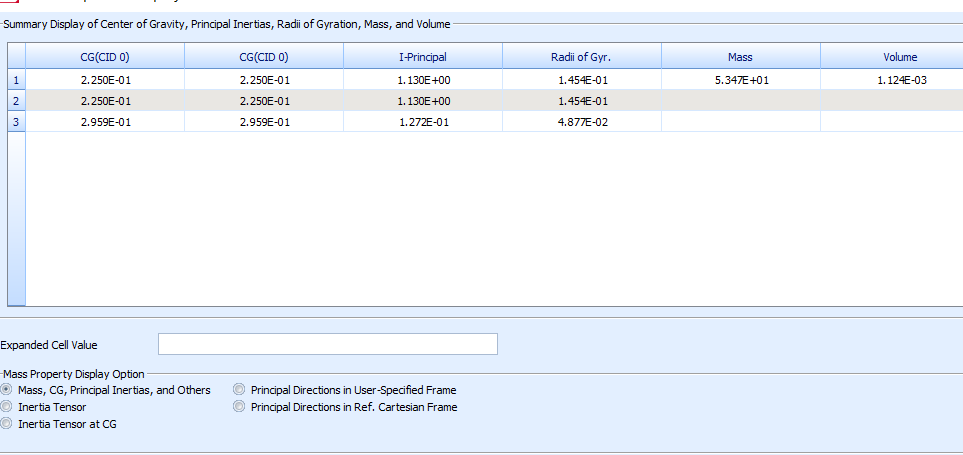 Summary Display of Center of Gravity, Principal Inertias, Radii of Gyration, Mass, and Volume
CG(CID 0) CG(CID 0) I-Principal Radii of Gyr. Mass Volume
1 2.250E-01 2.250E-01 1.130E+00 1.454E-01 5.347E+01 1.124E-03
2 2.250E-01 2.250E-01 1.130E+00 1.454E-01
3 2.959E-01 2.959E-01 1.272E-01 4.877E-02
Expanded Cell Value
Mass Property Display Option
Mass, CG, Principal Inertias, and Others Principal Directions in User-Specified Frame
Inertia Tensor Principal Directions in Ref. Cartesian Frame
Inertia Tensor at CG